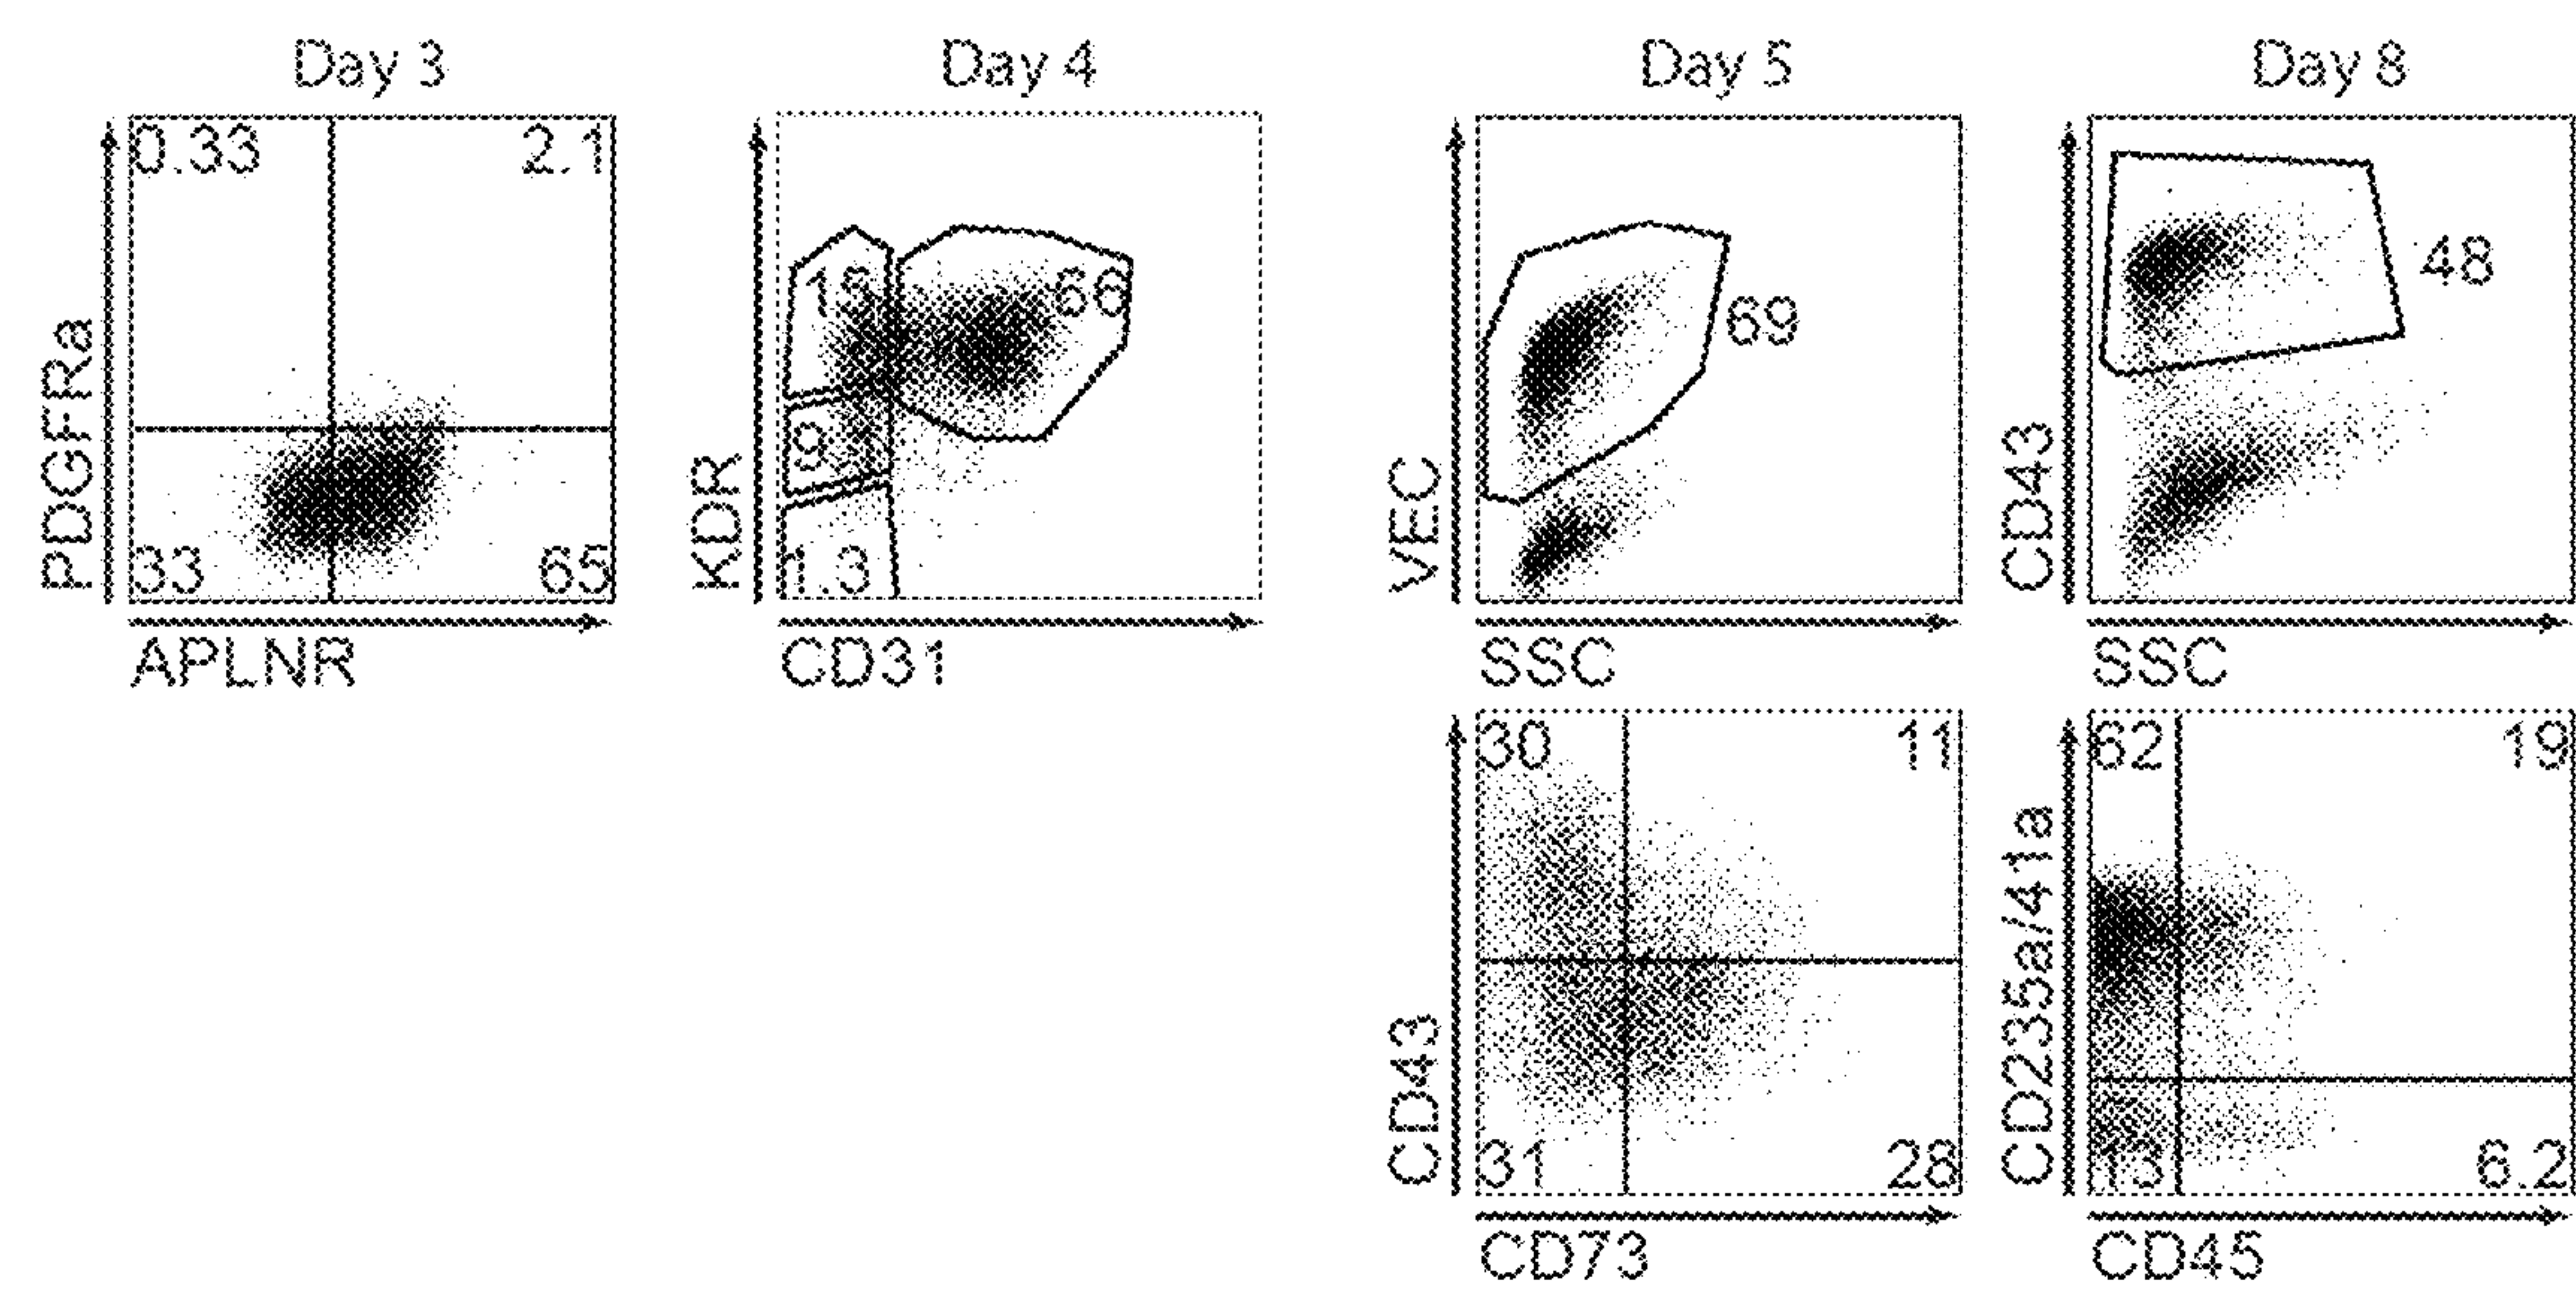 Day 3
Day 4
Day 5
Day 8
0.33
2.1
33
65
PDGFRa
APLNR
66
9
1.3
KDR
CD31
69
VEC
SSC
48
CD43
SSC
30
11
31
28
CD43
CD73
62
19
13
6.2
CD235a/41a
CD45